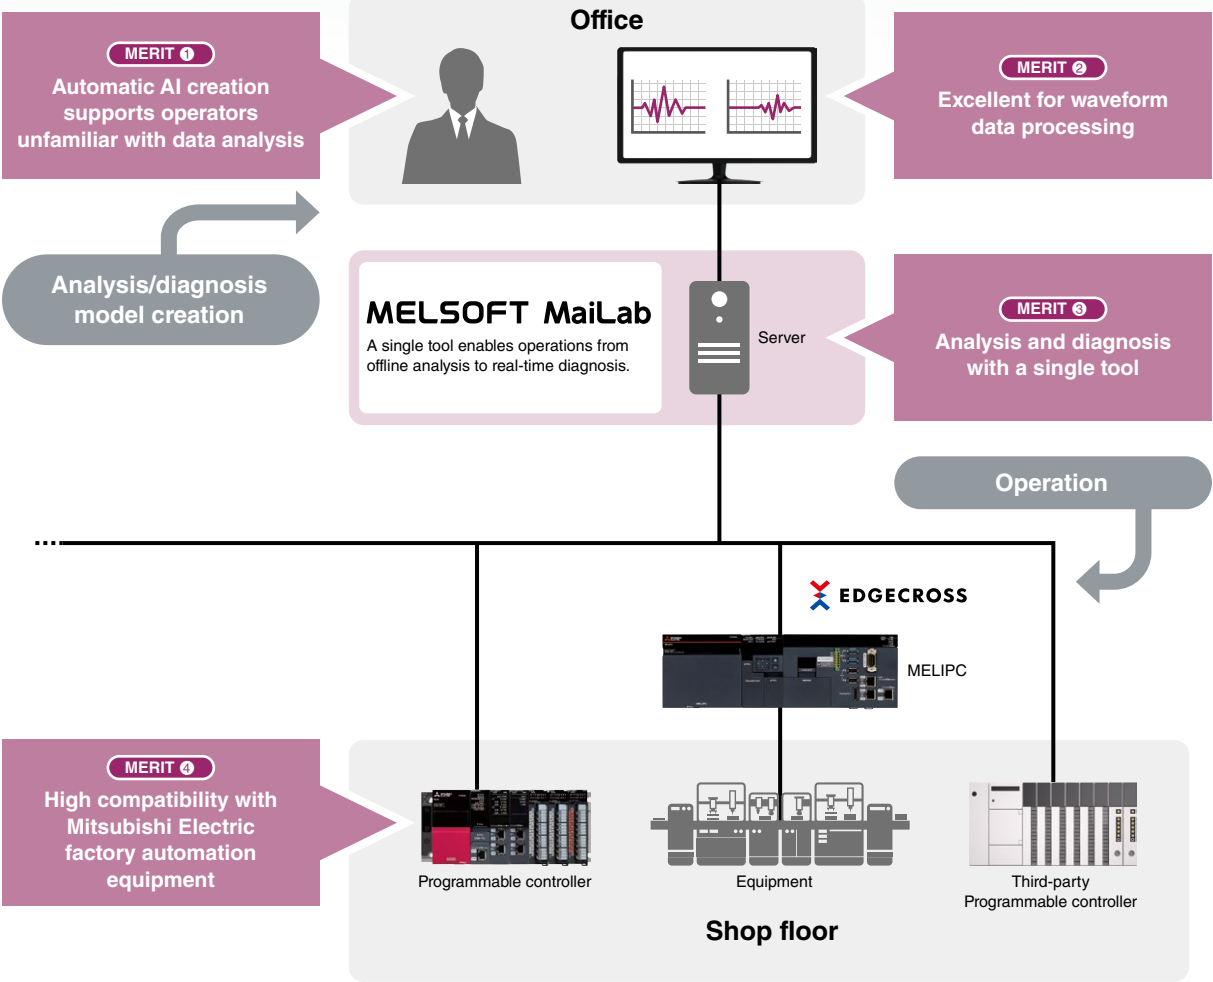 Office
MERIT 1
Automatic AI creation
supports operators
unfamiliar with data analysis
MERIT 2
Excellent for waveform
data processing
Analysis/diagnosis
model creation
MELSOFT MaiLab
A single tool enables operations from
offline analysis to real-time diagnosis.
Server
MERIT 3
Analysis and diagnosis
with a single tool
Operation
EDGECROSS
MELIPC
MERIT 4
High compatibility with
Mitsubishi Electric
factory automation
equipment
Programmable controller
Equipment
Third-party
Programmable controller
Shop floor